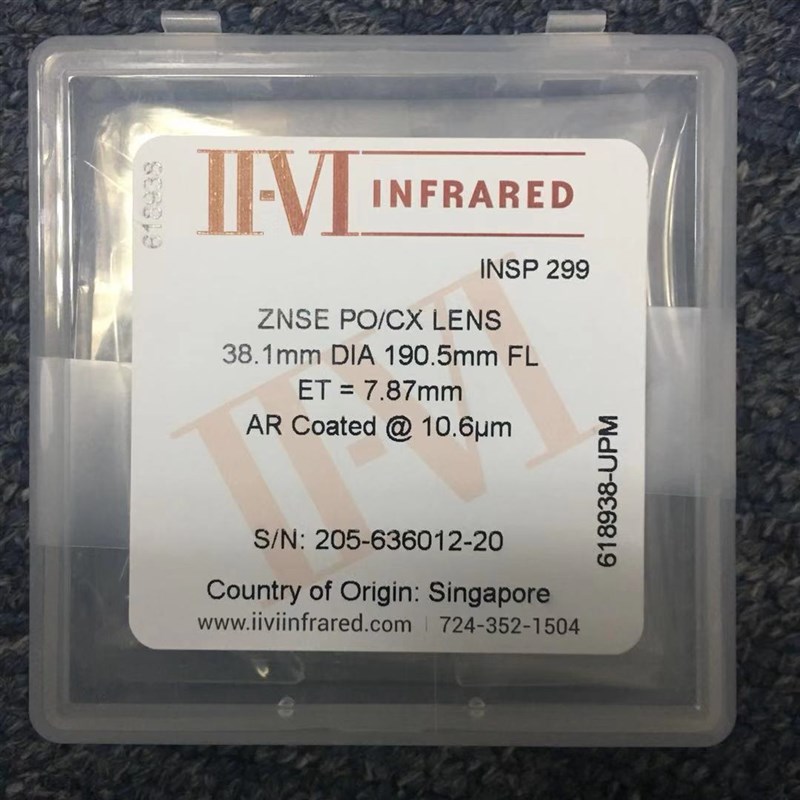 II-VI INFRARED
618938
INSP 299
ZNSE PO/CX LENS
38.1mm DIA 190.5mm FL
ET = 7.87mm
AR Coated @ 10.6µm
II-VI
618938-UPM
S/N: 205-636012-20
Country of Origin: Singapore
www.iiviinfrared.com | 724-352-1504